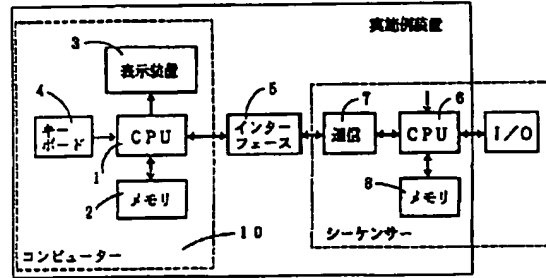 実施例装置
3
表示装置
4
キー
ボード
CPU
1
2
メモリ
コンピューター
10
5
インター
フェース
7
通信
6
CPU
8
メモリ
シーケンサー
I/O